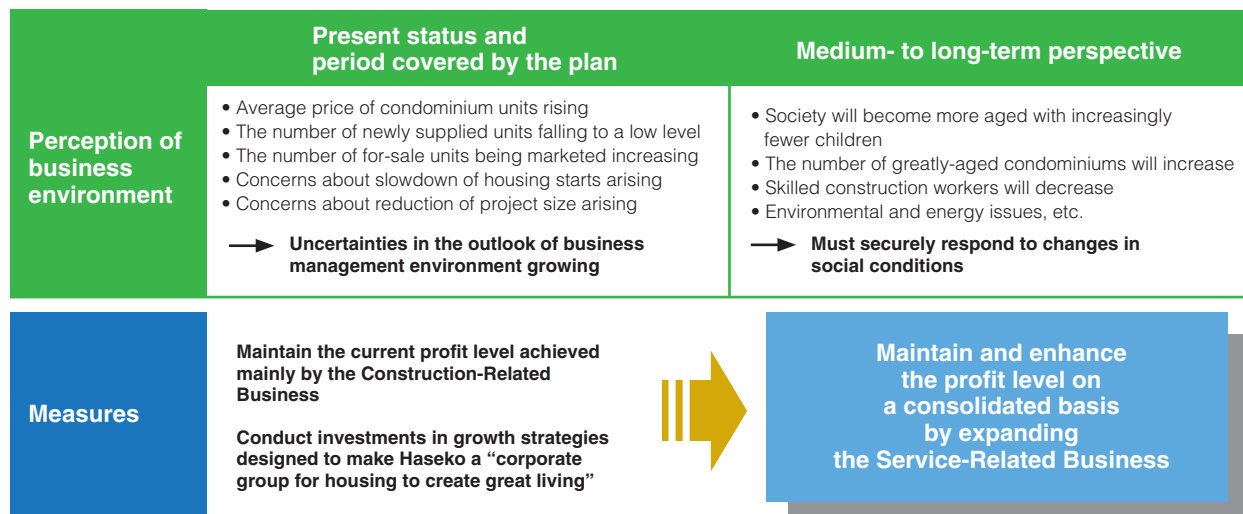 Present status and
period covered by the plan
Medium- to long-term perspective
Perception of
business
environment
• Average price of condominium units rising
• The number of newly supplied units falling to a low level
• The number of for-sale units being marketed increasing
• Concerns about slowdown of housing starts arising
• Concerns about reduction of project size arising
Uncertainties in the outlook of business
management environment growing
• Society will become more aged with increasingly
fewer children
• The number of greatly-aged condominiums will increase
• Skilled construction workers will decrease
• Environmental and energy issues, etc.
Must securely respond to changes in
social conditions
Measures
Maintain the current profit level achieved
mainly by the Construction-Related
Business
Conduct investments in growth strategies
designed to make Haseko a “corporate
group for housing to create great living”
Maintain and enhance
the profit level on
a consolidated basis
by expanding
the Service-Related Business